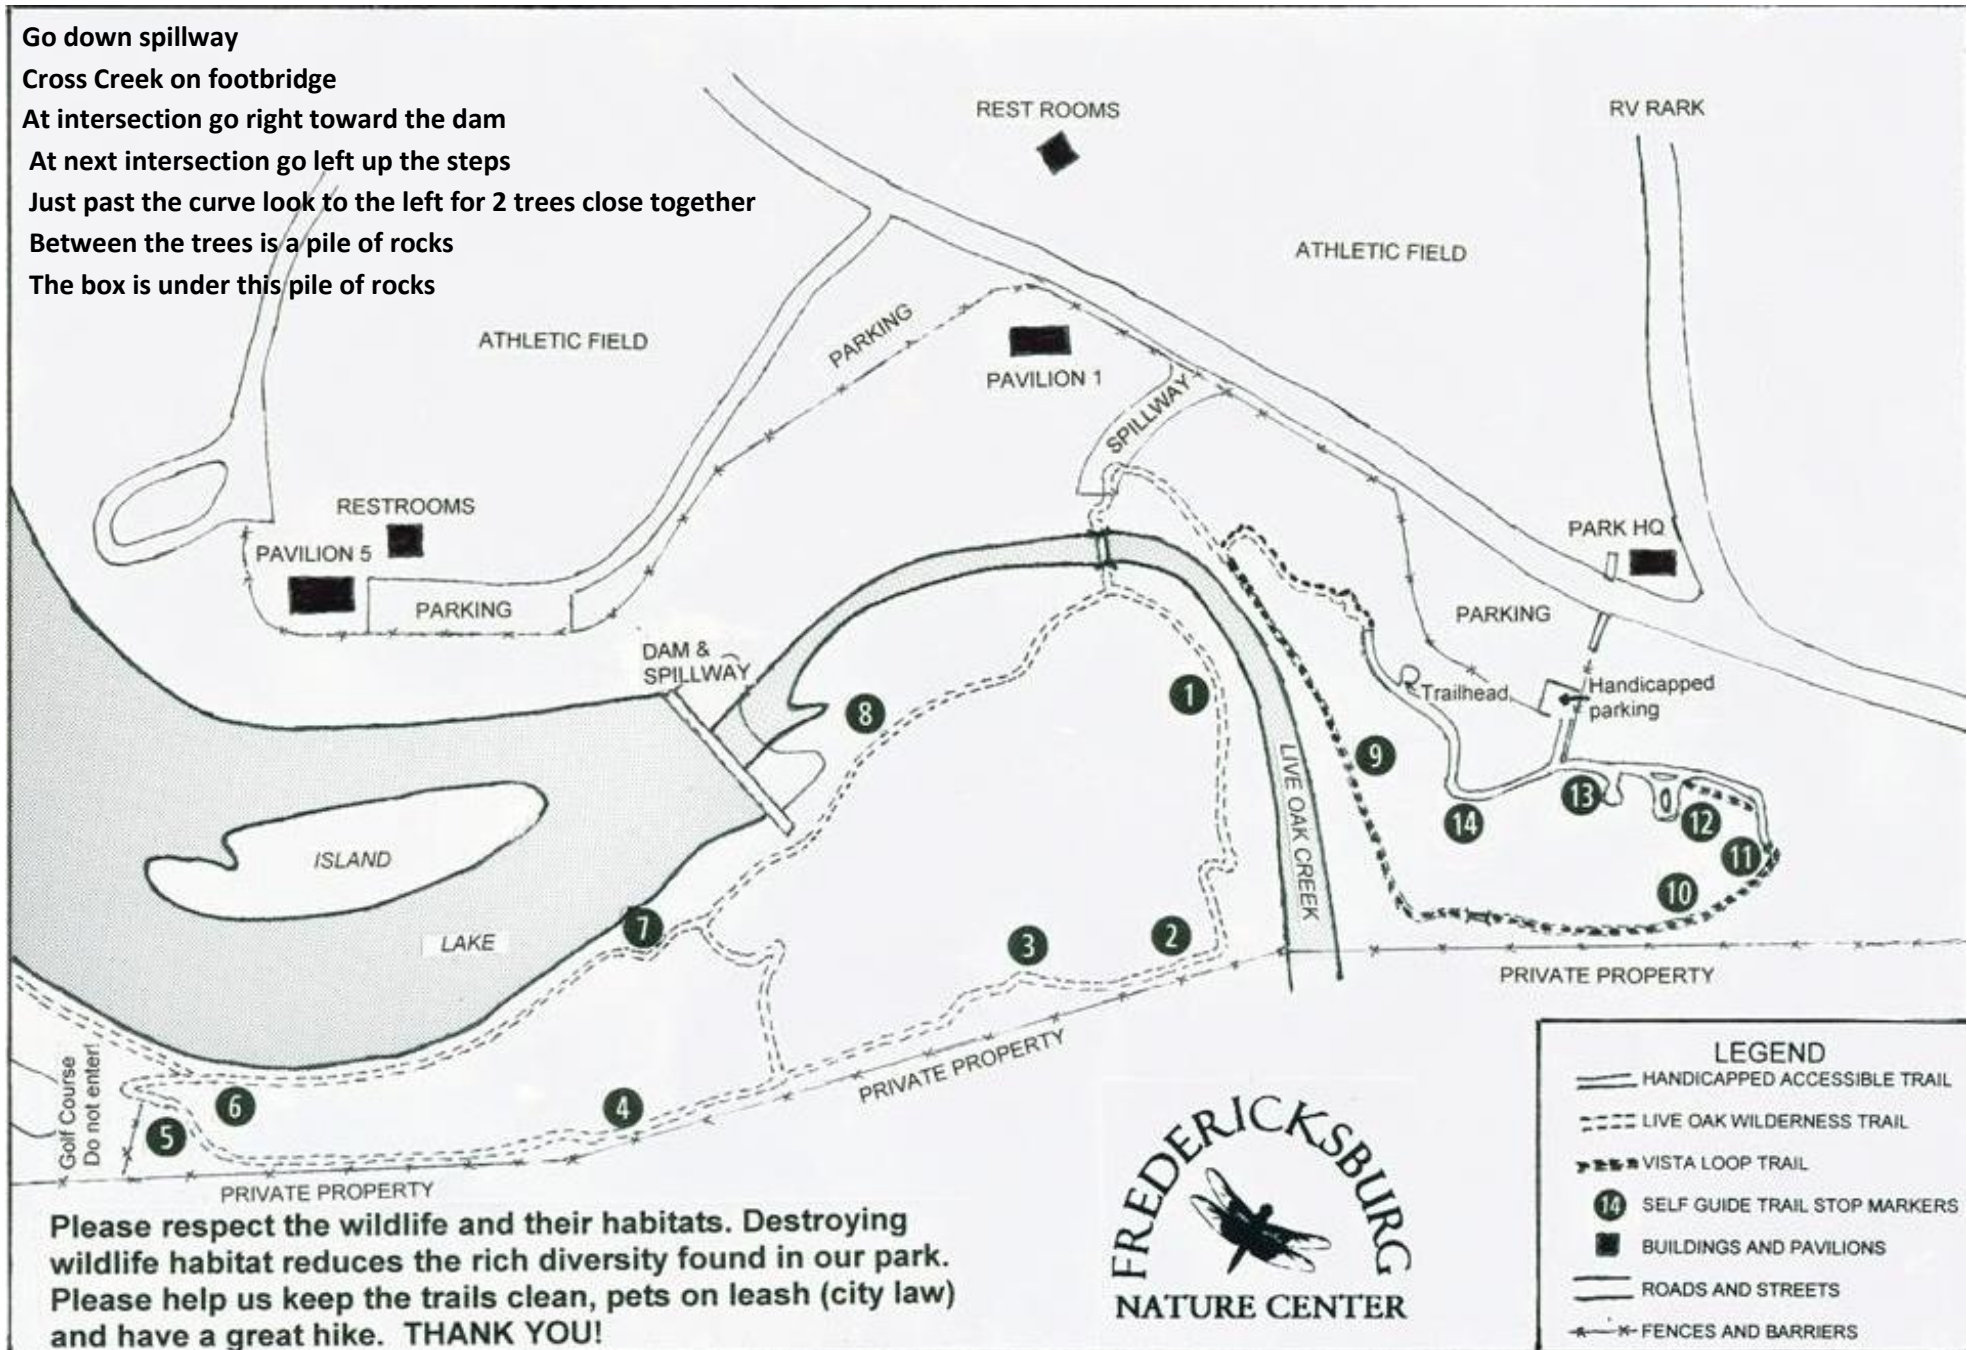 Go down spillway
Cross Creek on footbridge
At intersection go right toward the dam
At next intersection go left up the steps
Just past the curve look to the left for 2 trees close together
Between the trees is a pile of rocks
The box is under this pile of rocks
REST ROOMS
RV RARK
ATHLETIC FIELD
ATHLETIC FIELD
PARKING
PAVILION 1
SPILLWAY
RESTROOMS
PAVILION 5
PARKING
PARK HQ
PARKING
DAM &
SPILLWAY
Trailhead
Handicapped
parking
8
1
9
LIVE OAK CREEK
14
13
12
11
10
ISLAND
LAKE
7
3
2
PRIVATE PROPERTY
PRIVATE PROPERTY
4
6
5
Golf Course
Do not enter!
PRIVATE PROPERTY
LEGEND
HANDICAPPED ACCESSIBLE TRAIL
LIVE OAK WILDERNESS TRAIL
VISTA LOOP TRAIL
14 SELF GUIDE TRAIL STOP MARKERS
BUILDINGS AND PAVILIONS
ROADS AND STREETS
FENCES AND BARRIERS
FREDERICKSBURG
NATURE CENTER
Please respect the wildlife and their habitats. Destroying
wildlife habitat reduces the rich diversity found in our park.
Please help us keep the trails clean, pets on leash (city law)
and have a great hike. THANK YOU!